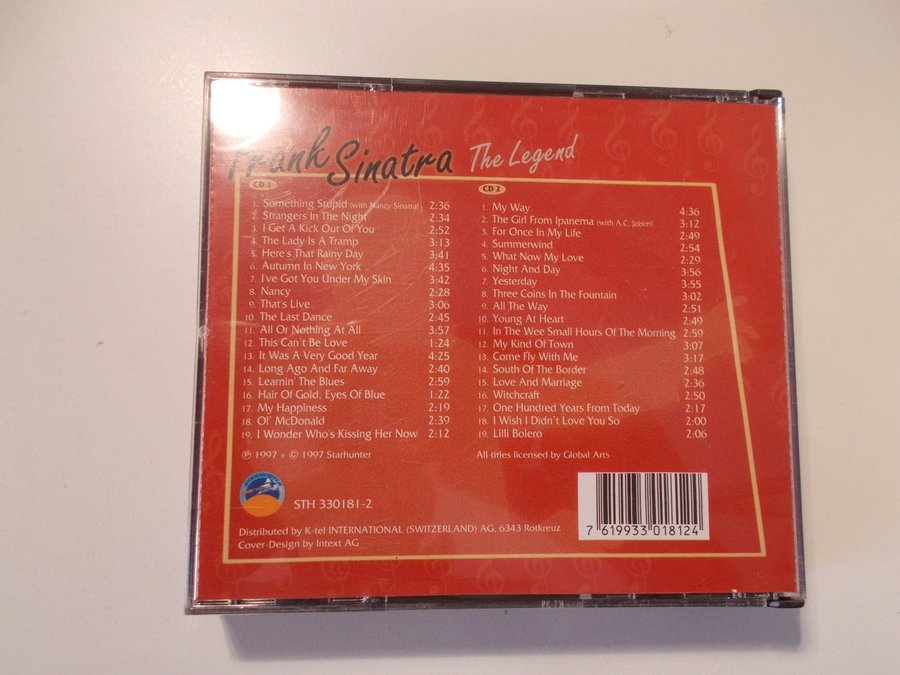 Frank Sinatra The Legend
CD 1
1. Something Stupid (with Nancy Sinatra) 2:36
2. Strangers In The Night 2:34
3. I Get A Kick Out Of You 2:52
4. The Lady Is A Tramp 3:13
5. Here's That Rainy Day 3:41
6. Autumn In New York 4:35
7. I've Got You Under My Skin 3:42
8. Nancy 2:28
9. That's Live 3:06
10. The Last Dance 2:45
11. All Or Nothing At All 3:57
12. This Can't Be Love 1:24
13. It Was A Very Good Year 4:25
14. Long Ago And Far Away 2:40
15. Learnin' The Blues 2:59
16. Hair Of Gold, Eyes Of Blue 1:22
17. My Happiness 2:19
18. Ol' McDonald 2:39
19. I Wonder Who's Kissing Her Now 2:12
℗ 1997 + © 1997 Starhunter
CD 2
1. My Way 4:36
2. The Girl From Ipanema (with A.C. Jobim) 3:12
3. For Once In My Life 2:49
4. Summerwind 2:54
5. What Now My Love 2:29
6. Night And Day 3:56
7. Yesterday 3:55
8. Three Coins In The Fountain 3:02
9. All The Way 2:51
10. Young At Heart 2:49
11. In The Wee Small Hours Of The Morning 2:59
12. My Kind Of Town 3:07
13. Come Fly With Me 3:17
14. South Of The Border 2:48
15. Love And Marriage 2:36
16. Witchcraft 2:50
17. One Hundred Years From Today 2:17
18. I Wish I Didn't Love You So 2:00
19. Lilli Bolero 2:06
All titles licensed by Global Arts
STH 330181-2
Distributed by K-tel INTERNATIONAL (SWITZERLAND) AG, 6343 Rotkreuz
Cover-Design by Intext AG
7 619933 018124